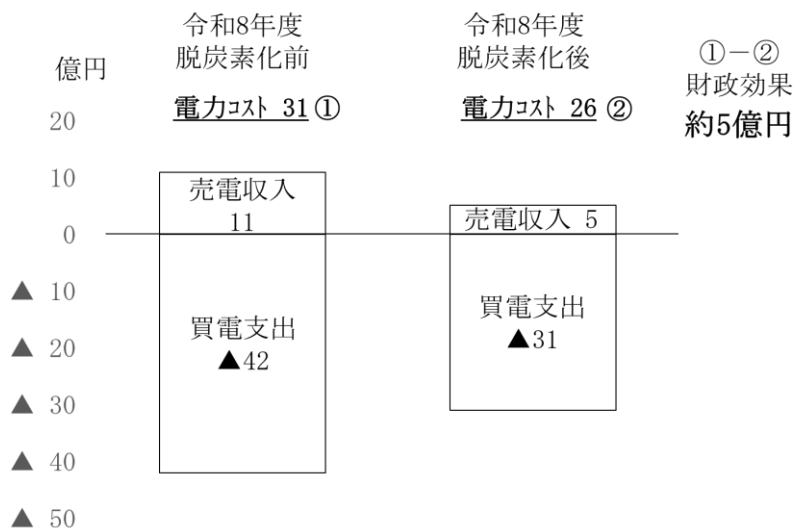 億円
令和8年度
脱炭素化前
電力コスト 31 ①
令和8年度
脱炭素化後
電力コスト 26 ②
①－②
財政効果
約5億円
20
10
0
▲ 10
▲ 20
▲ 30
▲ 40
▲ 50
売電収入
11
買電支出
▲42
売電収入 5
買電支出
▲31